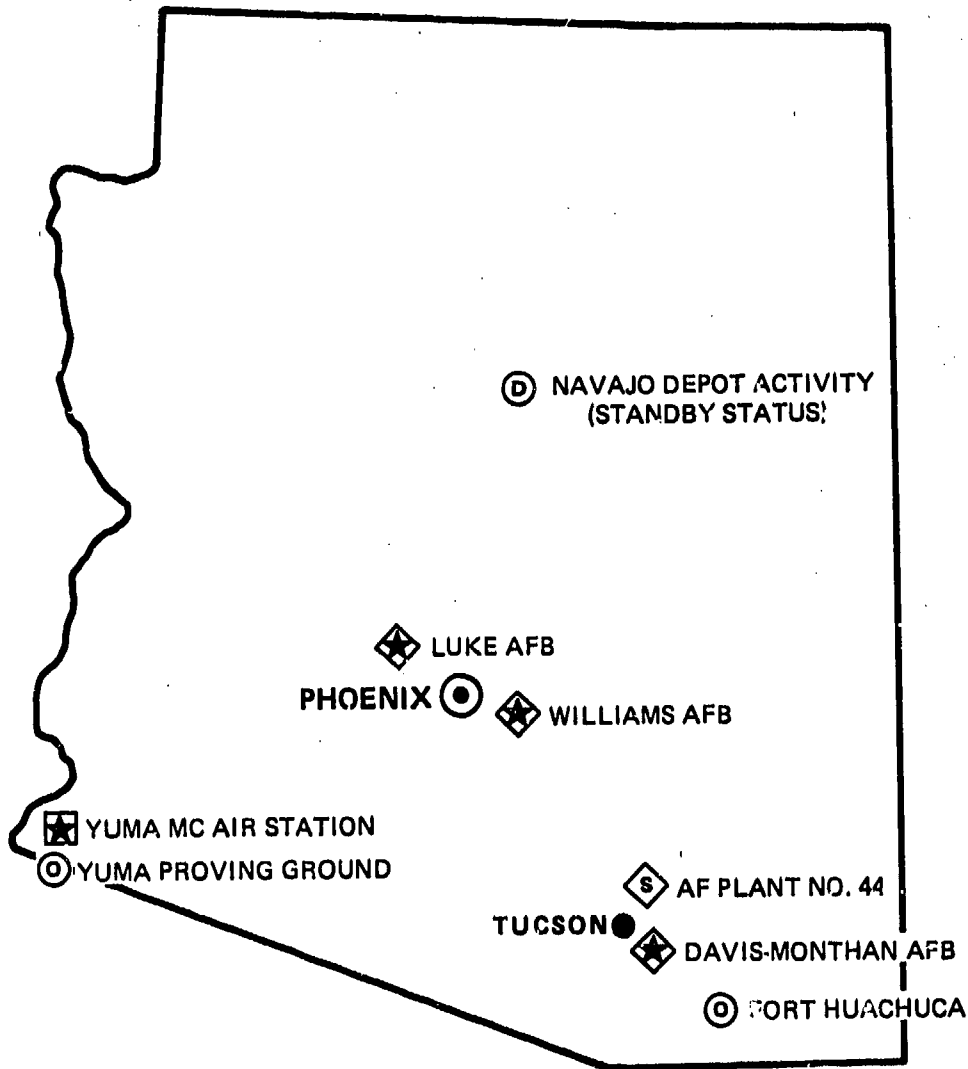 D NAVAJO DEPOT ACTIVITY
(STANDBY STATUS)
LUKE AFB
PHOENIX
WILLIAMS AFB
YUMA MC AIR STATION
O YUMA PROVING GROUND
S AF PLANT NO. 44
TUCSON
DAVIS-MONTHAN AFB
O FORT HUACHUCA